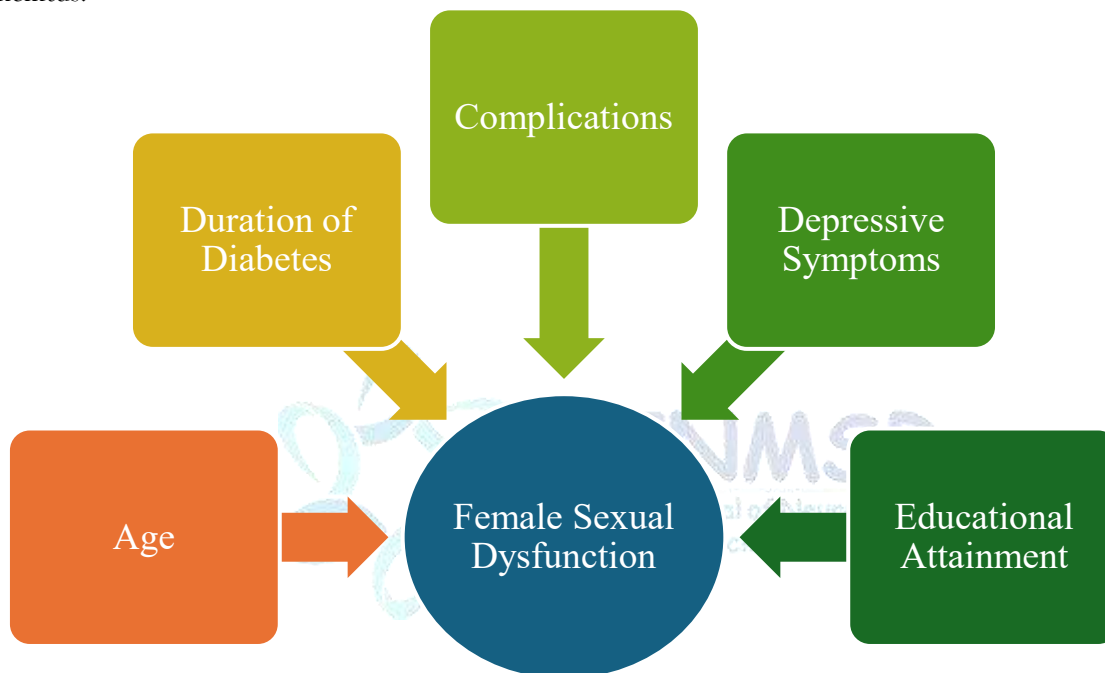 Complications
Duration of
Diabetes
Depressive
Symptoms
Age
Female Sexual
Dysfunction
Educational
Attainment